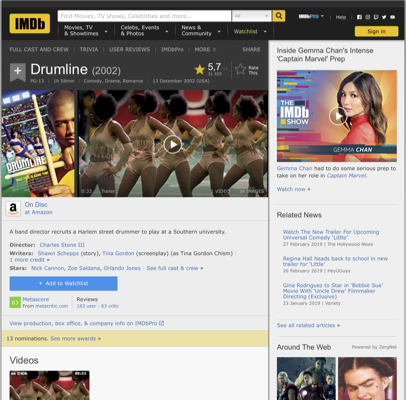 IMDb
Find Movies, TV shows, Celebrities and more...
All
IMDbPro
Help
Movies, TV
& Showtimes
Celebs, Events
& Photos
News &
Community
Watchlist
Sign in
FULL CAST AND CREW | TRIVIA | USER REVIEWS | IMDbPro | MORE
SHARE
Drumline (2002)
5,7
Rate
This
PG-13 | 1h 58min | Comedy, Drama, Romance | 13 December 2002 (USA)
DRUMLINE
0:33 Trailer
On Disc
at Amazon
A band director recruits a Harlem street drummer to play at a Southern university.
Director: Charles Stone III
Writers: Shawn Schepps (story), Tina Gordon (screenplay) (as Tina Gordon Chism) |
1 more credit »
Stars: Nick Cannon, Zoe Saldana, Orlando Jones | See full cast & crew »
+ Add to Watchlist
63
Metascore
From metacritic.com
Reviews
163 user | 63 critic
View production, box office, & company info on IMDbPro
13 nominations. See more awards »
Videos
Inside Gemma Chan's Intense
'Captain Marvel' Prep
THE
IMDb
SHOW
GEMMA CHAN
Gemma Chan had to do some serious prep to
take on her role in Captain Marvel.
Watch now »
Related News
New Trailer For Upcoming
Universal Comedy 'Little'
27 February 2019 | The Hollywood News
Regina Hall heads back to school in new
trailer for 'Little'
26 February 2019 | HeyUGuys
Gina Rodriguez to Star in 'Bobbie Sue'
Movie With 'Uncle Drew' Filmmaker
Directing (Exclusive)
23 January 2019 | Variety
See all related articles »
Around The Web
Powered by ZergNet